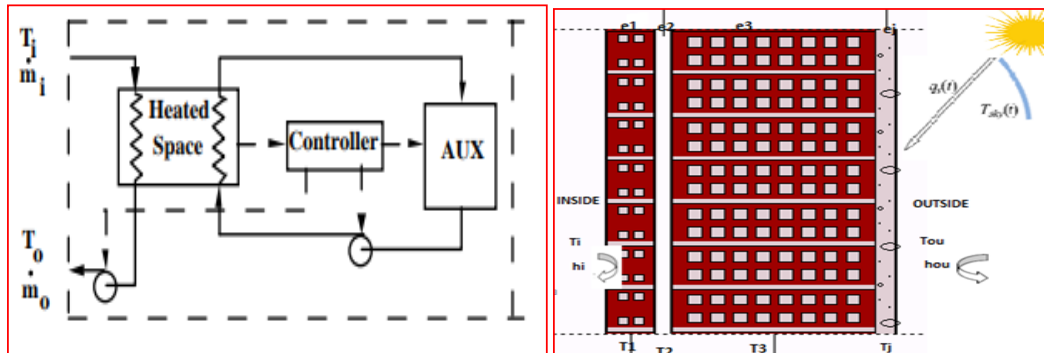 Ti
ṁi
Heated
Space
Controller
AUX
To
ṁo
e1 e2 e3 ej
qs(t)
Tsky(t)
INSIDE
OUTSIDE
Ti
hi
Tou
hou
T1 T2 T3 Tj